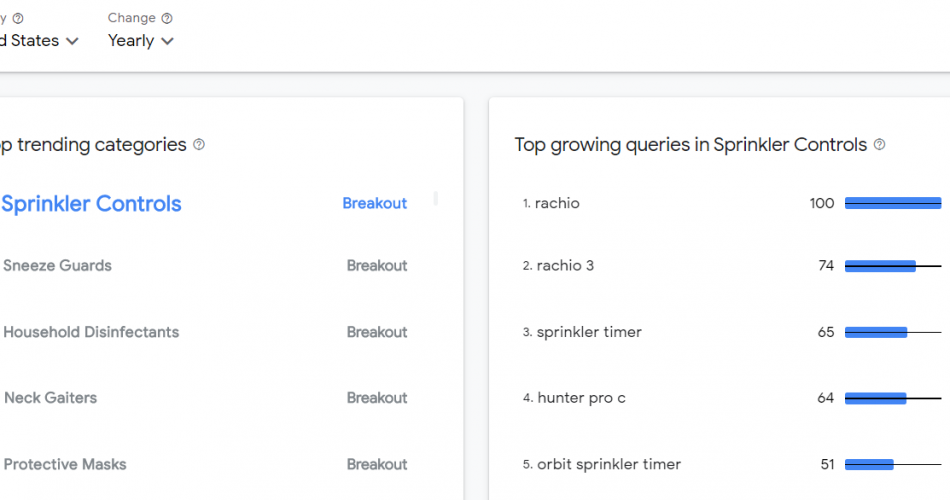 y
Change
d States
Yearly
p trending categories
Sprinkler Controls Breakout
Sneeze Guards Breakout
Household Disinfectants Breakout
Neck Gaiters Breakout
Protective Masks Breakout
Top growing queries in Sprinkler Controls
1. rachio 100
2. rachio 3 74
3. sprinkler timer 65
4. hunter pro c 64
5. orbit sprinkler timer 51